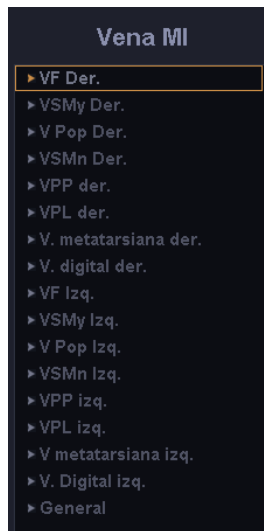 Vena MI
VF Der.
VSMy Der.
V Pop Der.
VSMn Der.
VPP der.
VPL der.
V. metatarsiana der.
V. digital der.
VF Izq.
VSMy Izq.
V Pop Izq.
VSMn Izq.
VPP izq.
VPL izq.
V metatarsiana izq.
V. Digital izq.
General